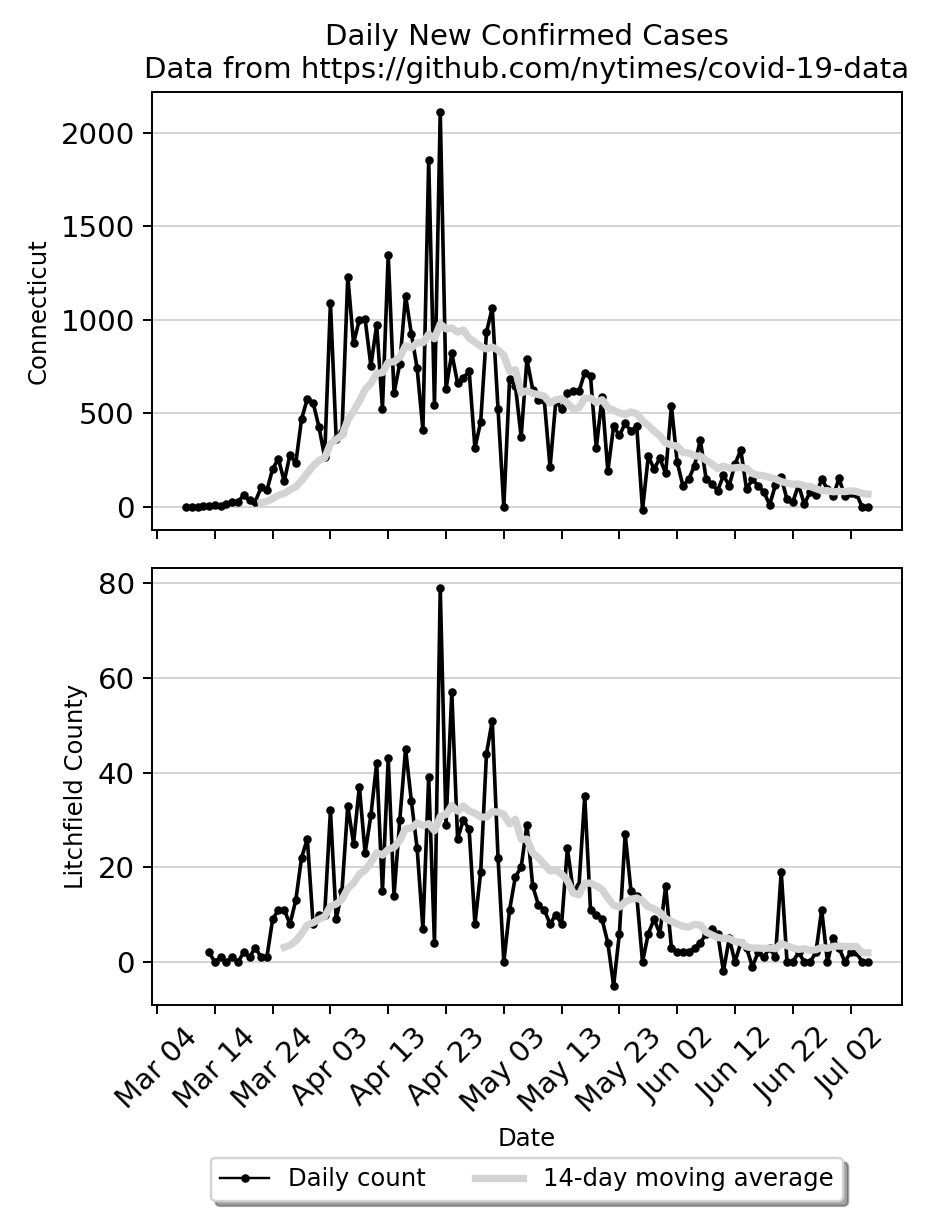 Daily New Confirmed Cases
Data from https://github.com/nytimes/covid-19-data
2000
1500
1000
500
0
Connecticut
80
60
40
20
0
Litchfield County
Mar 04
Mar 14
Mar 24
Apr 03
Apr 13
Apr 23
May 03
May 13
May 23
Jun 02
Jun 12
Jun 22
Jul 02
Date
Daily count
14-day moving average